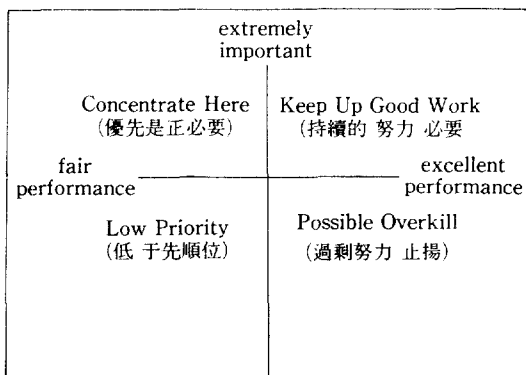 extremely
important
Concentrate Here
(優先是正必要)
Keep Up Good Work
(持續的 努力 必要
fair
performance
excellent
performance
Low Priority
(低 于先順位)
Possible Overkill
(過剩努力 止揚)